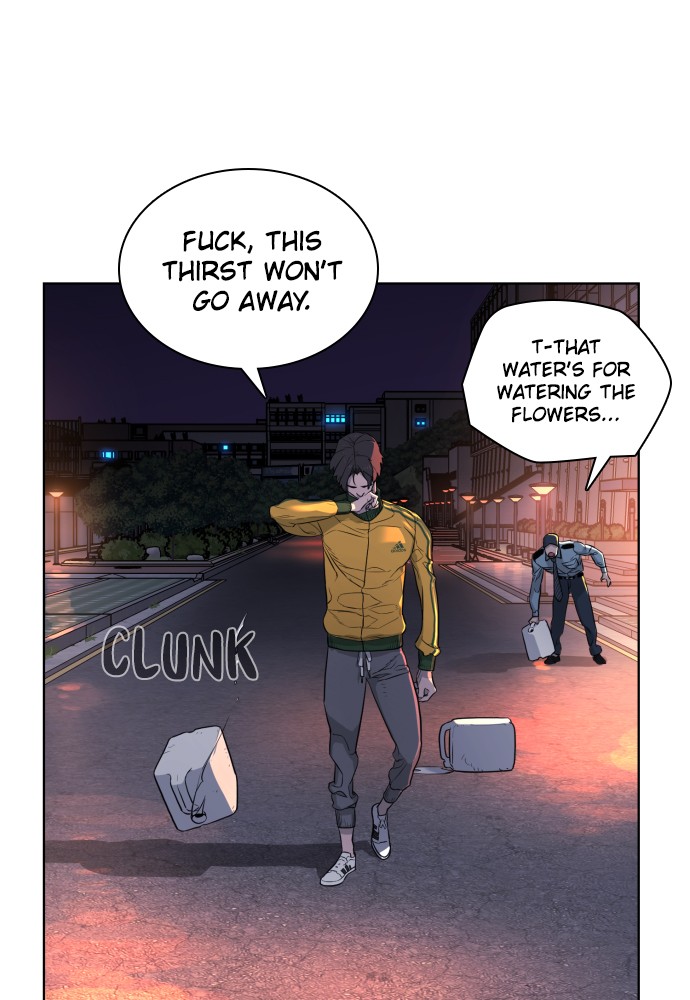 FUCK, THIS
THIRST WON'T
GO AWAY.
T-THAT
WATER'S FOR
WATERING THE
FLOWERS...
CLUNK